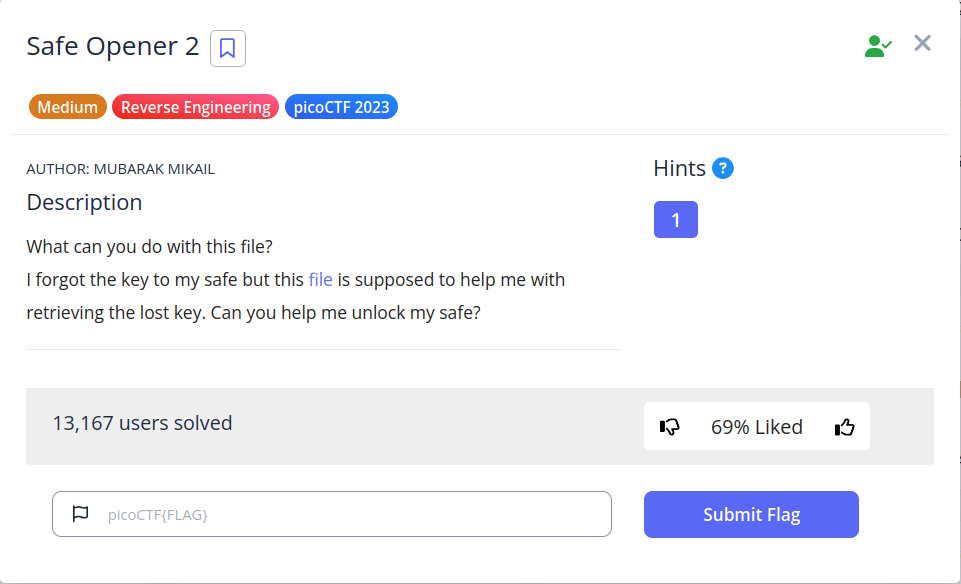 Safe Opener 2
Medium Reverse Engineering picoCTF 2023
AUTHOR: MUBARAK MIKAIL
Hints ?
Description
1
What can you do with this file?
I forgot the key to my safe but this file is supposed to help me with
retrieving the lost key. Can you help me unlock my safe?
13,167 users solved
69% Liked
picoCTF{FLAG}
Submit Flag